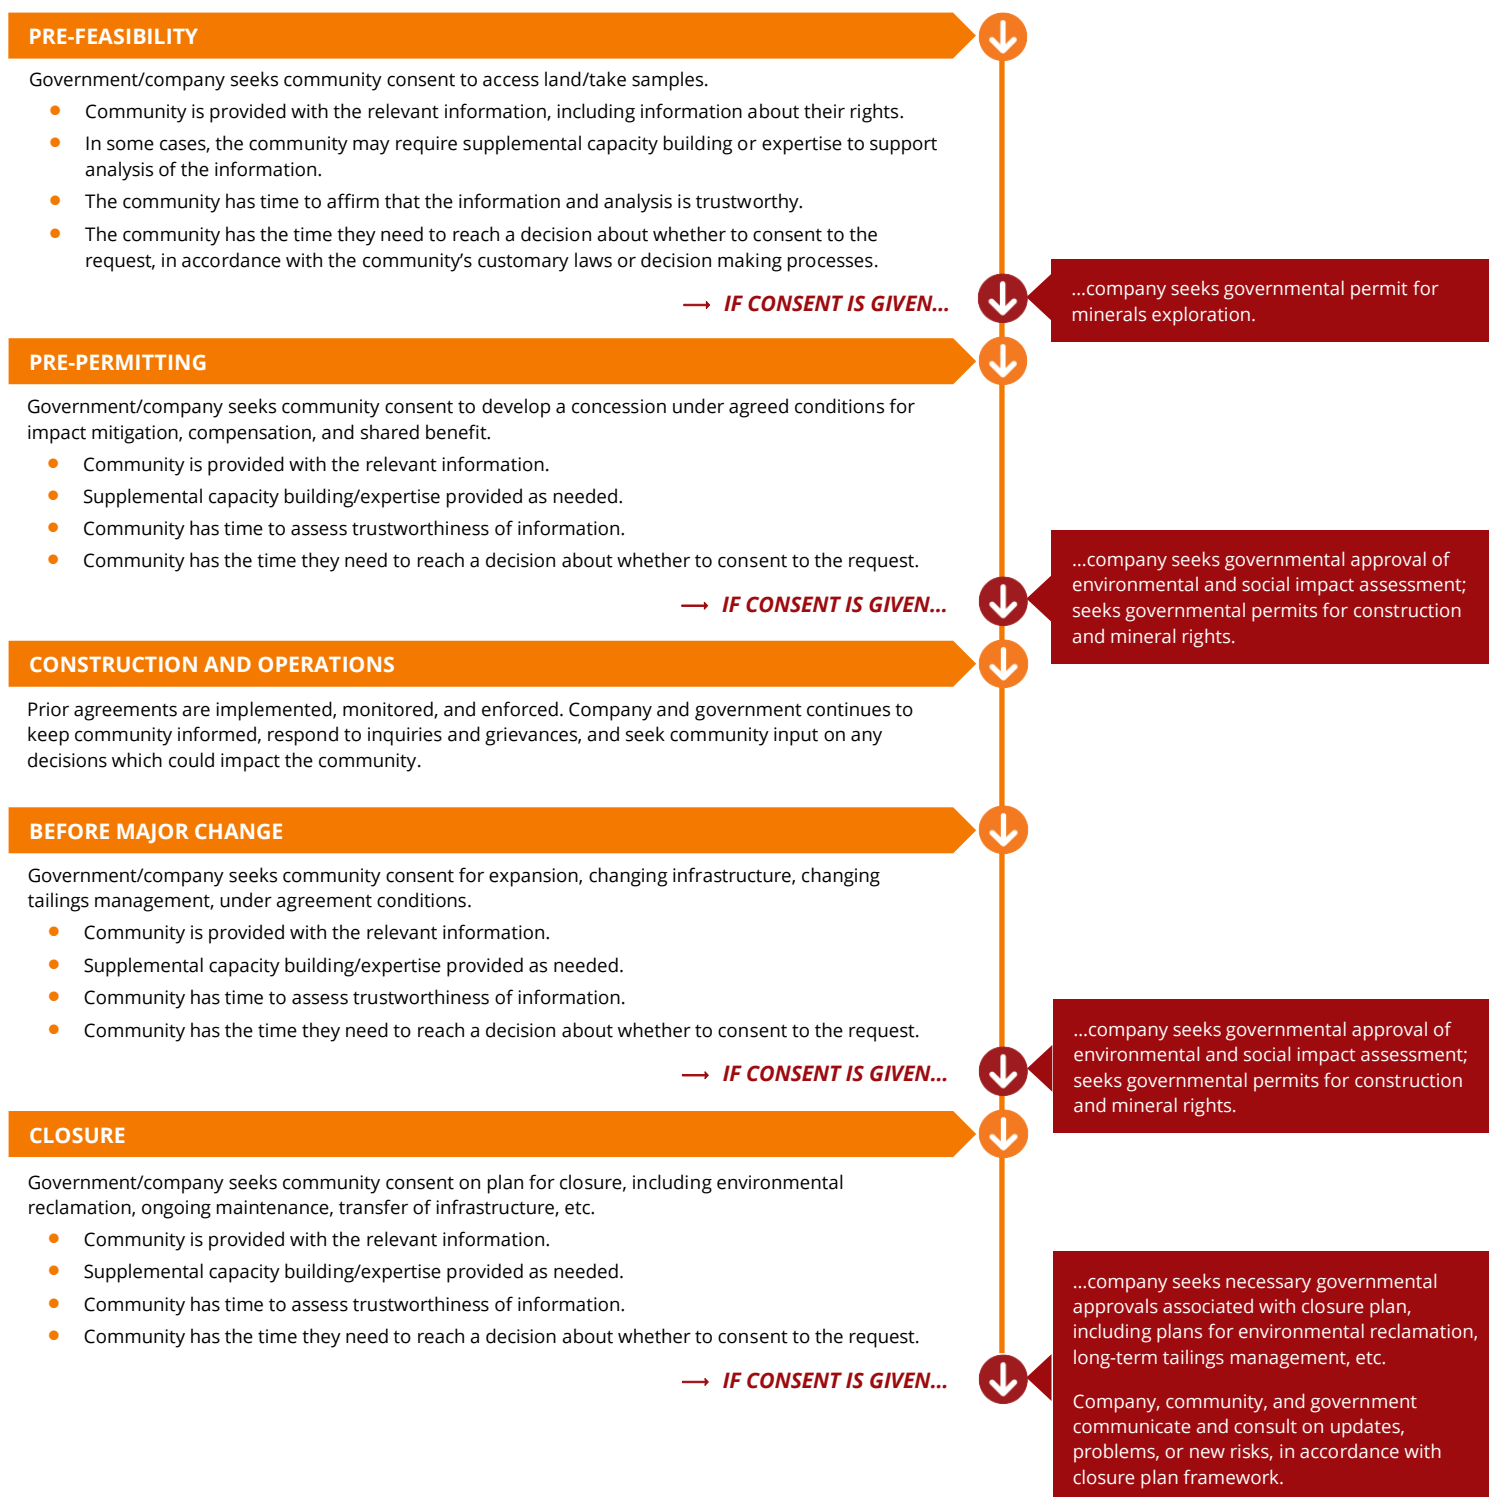 PRE-FEASIBILITY
Government/company seeks community consent to access land/take samples.
Community is provided with the relevant information, including information about their rights.
In some cases, the community may require supplemental capacity building or expertise to support
analysis of the information.
The community has time to affirm that the information and analysis is trustworthy.
The community has the time they need to reach a decision about whether to consent to the
request, in accordance with the community’s customary laws or decision making processes.
→ IF CONSENT IS GIVEN...
...company seeks governmental permit for
minerals exploration.
PRE-PERMITTING
Government/company seeks community consent to develop a concession under agreed conditions for
impact mitigation, compensation, and shared benefit.
Community is provided with the relevant information.
Supplemental capacity building/expertise provided as needed.
Community has time to assess trustworthiness of information.
Community has the time they need to reach a decision about whether to consent to the request.
→ IF CONSENT IS GIVEN...
...company seeks governmental approval of
environmental and social impact assessment;
seeks governmental permits for construction
and mineral rights.
CONSTRUCTION AND OPERATIONS
Prior agreements are implemented, monitored, and enforced. Company and government continues to
keep community informed, respond to inquiries and grievances, and seek community input on any
decisions which could impact the community.
BEFORE MAJOR CHANGE
Government/company seeks community consent for expansion, changing infrastructure, changing
tailings management, under agreement conditions.
Community is provided with the relevant information.
Supplemental capacity building/expertise provided as needed.
Community has time to assess trustworthiness of information.
Community has the time they need to reach a decision about whether to consent to the request.
→ IF CONSENT IS GIVEN...
...company seeks governmental approval of
environmental and social impact assessment;
seeks governmental permits for construction
and mineral rights.
CLOSURE
Government/company seeks community consent on plan for closure, including environmental
reclamation, ongoing maintenance, transfer of infrastructure, etc.
Community is provided with the relevant information.
Supplemental capacity building/expertise provided as needed.
Community has time to assess trustworthiness of information.
Community has the time they need to reach a decision about whether to consent to the request.
→ IF CONSENT IS GIVEN...
...company seeks necessary governmental
approvals associated with closure plan,
including plans for environmental reclamation,
long-term tailings management, etc.
Company, community, and government
communicate and consult on updates,
problems, or new risks, in accordance with
closure plan framework.